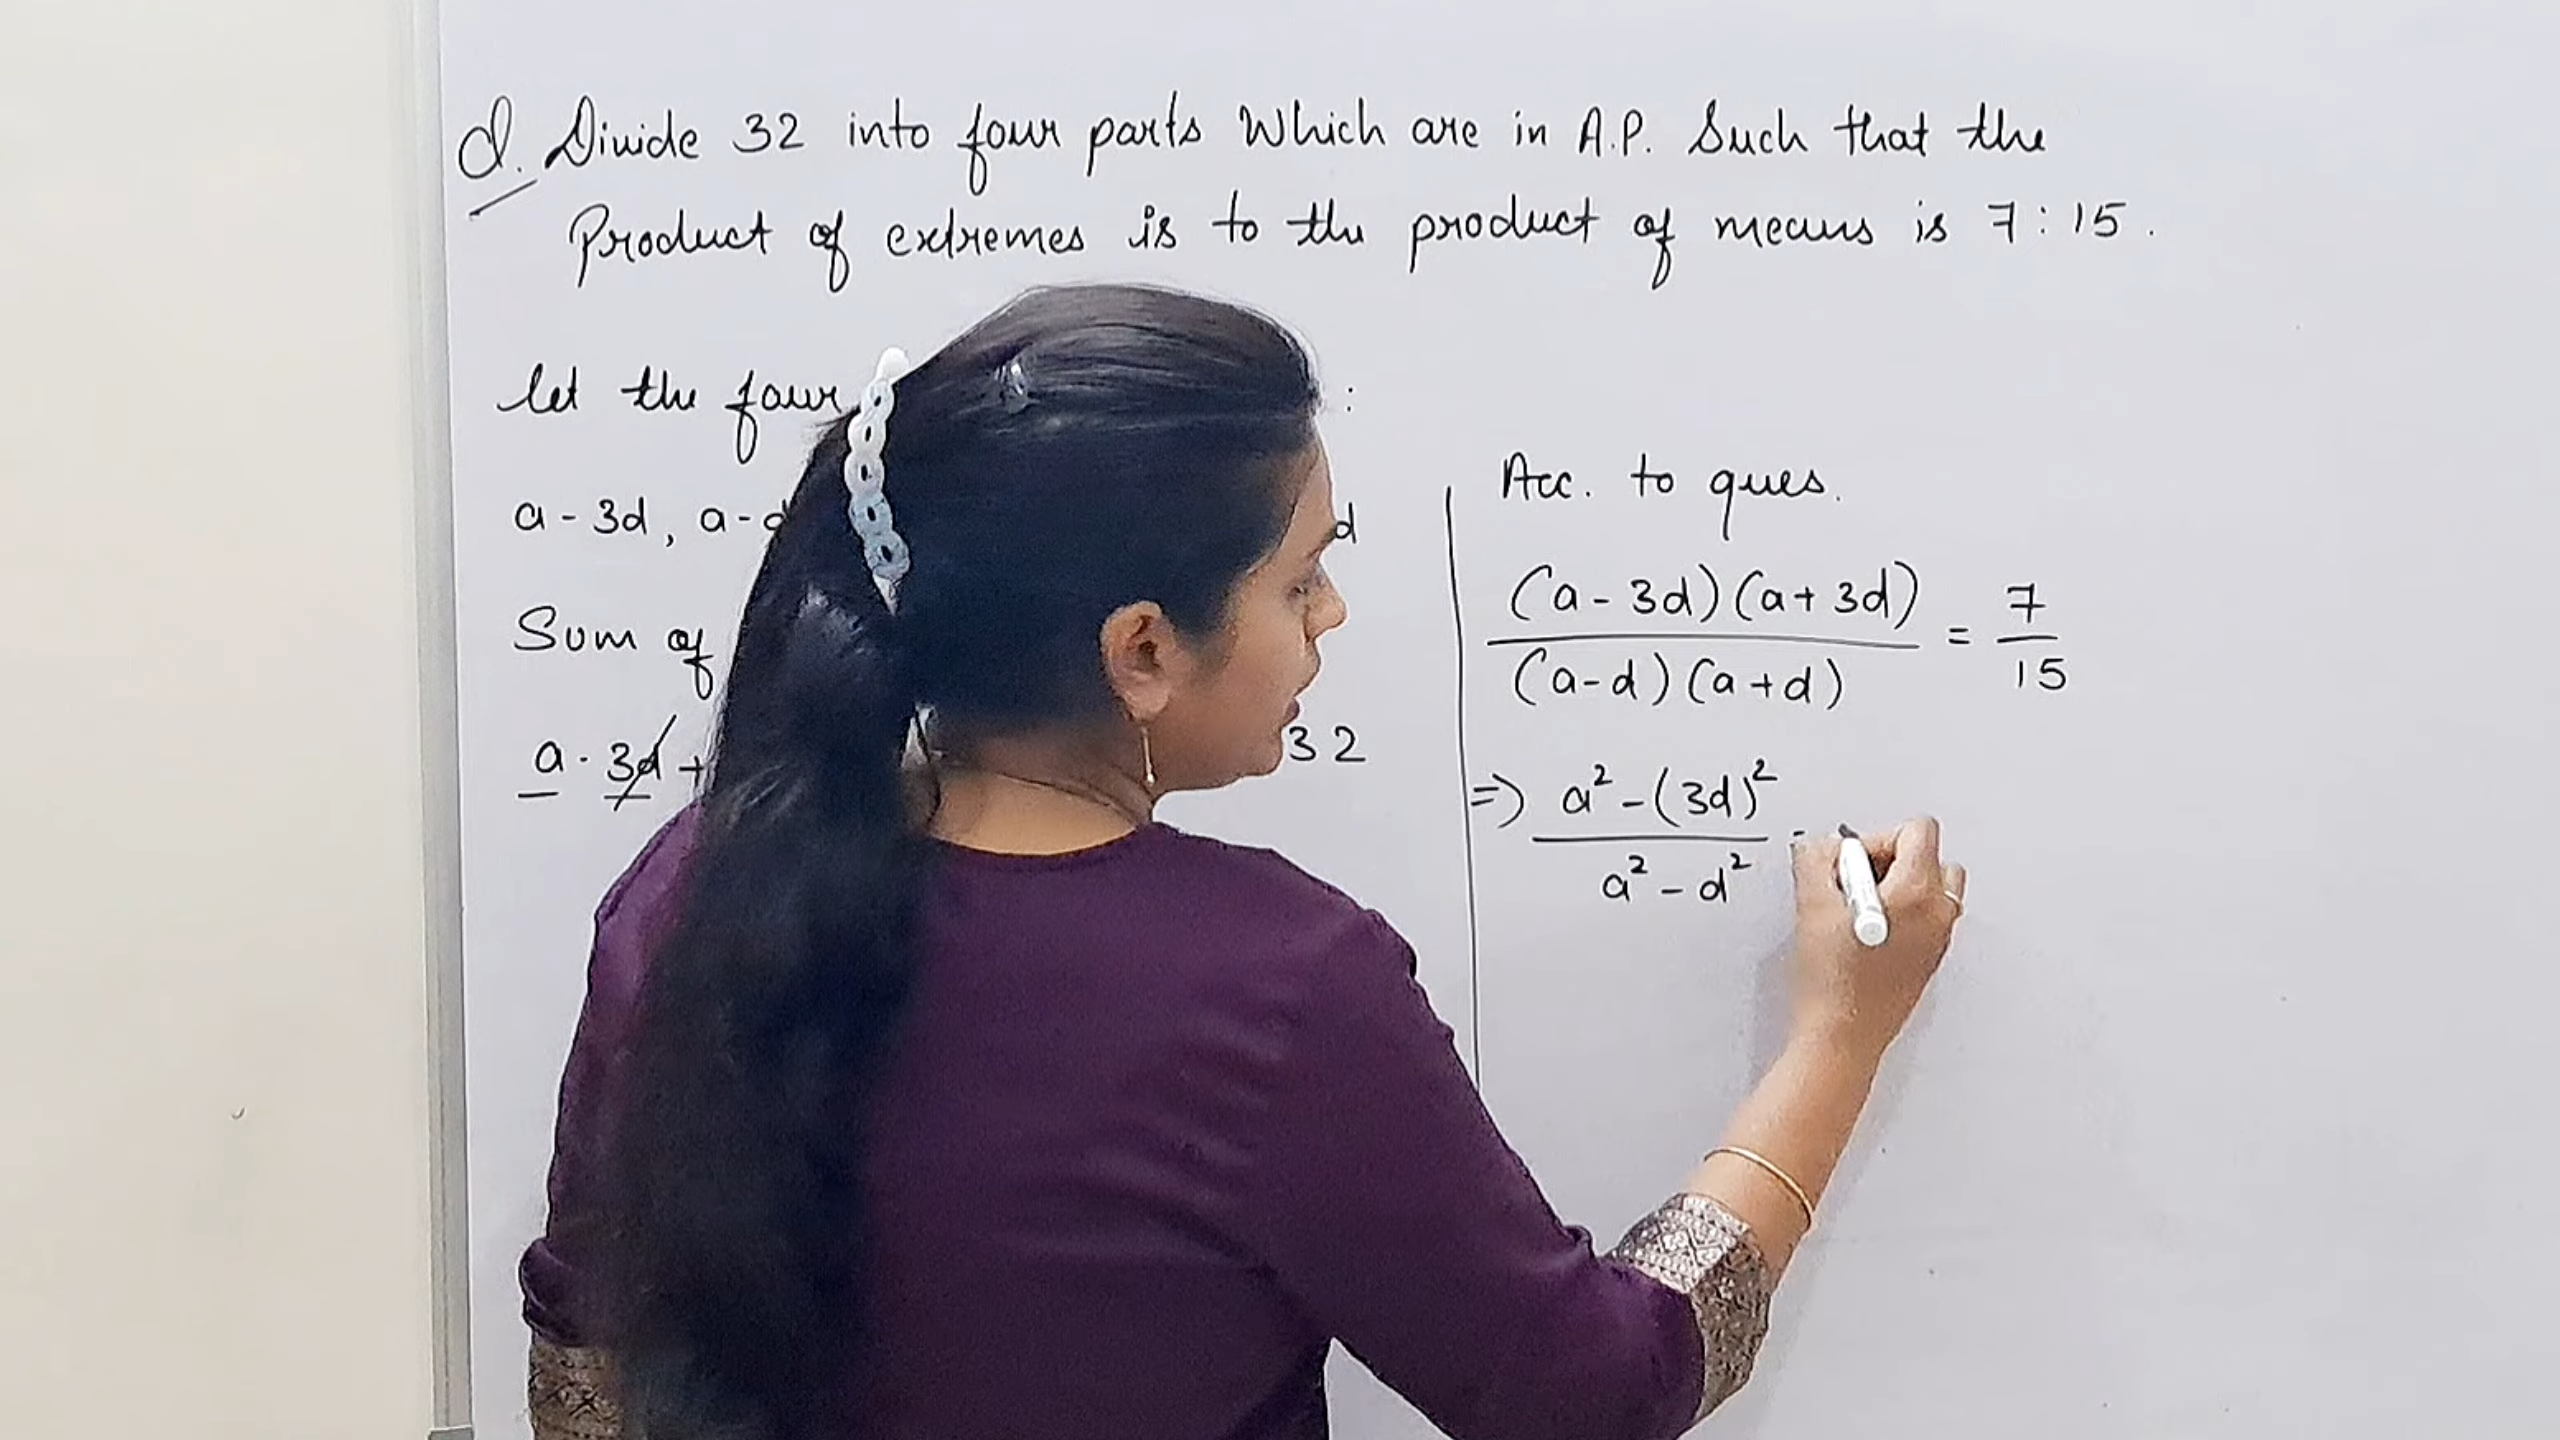 d. Divide 32 into four parts Which are in A.P. Such that the
Product of extremes is to the product of means is 7 : 15 .
let the four :
a - 3d , a - d
Sum of
a - 3d + 32
Acc. to ques.
(a - 3d) (a + 3d) / (a - d) (a + d) = 7 / 15
=> a² - (3d)² / a² - d² =